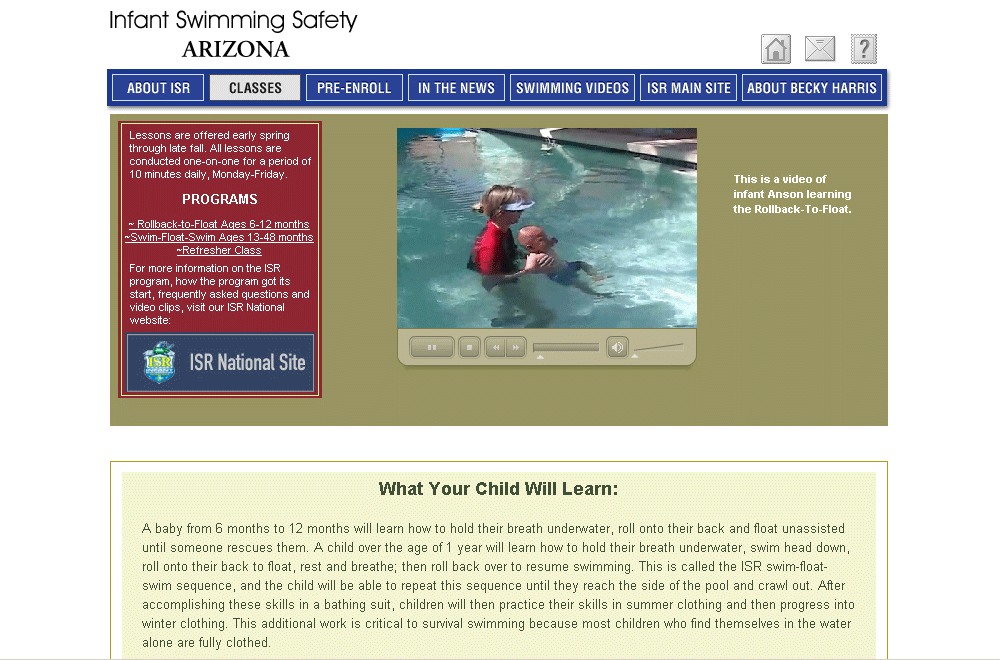 Infant Swimming Safety
ARIZONA
?
ABOUT ISR CLASSES PRE-ENROLL IN THE NEWS SWIMMING VIDEOS ISR MAIN SITE ABOUT BECKY HARRIS
Lessons are offered early spring
through late fall. All lessons are
conducted one-on-one for a period of
10 minutes daily, Monday-Friday.
PROGRAMS
~ Rollback-to-Float Ages 6-12 months
~Swim-Float-Swim Ages 13-48 months
~Refresher Class
For more information on the ISR
program, how the program got its
start, frequently asked questions and
video clips, visit our ISR National
website:
ISR
ISR National Site
This is a video of
infant Anson learning
the Rollback-To-Float.
What Your Child Will Learn:
A baby from 6 months to 12 months will learn how to hold their breath underwater, roll onto their back and float unassisted
until someone rescues them. A child over the age of 1 year will learn how to hold their breath underwater, swim head down,
roll onto their back to float, rest and breathe; then roll back over to resume swimming. This is called the ISR swim-float-
swim sequence, and the child will be able to repeat this sequence until they reach the side of the pool and crawl out. After
accomplishing these skills in a bathing suit, children will then practice their skills in summer clothing and then progress into
winter clothing. This additional work is critical to survival swimming because most children who find themselves in the water
alone are fully clothed.